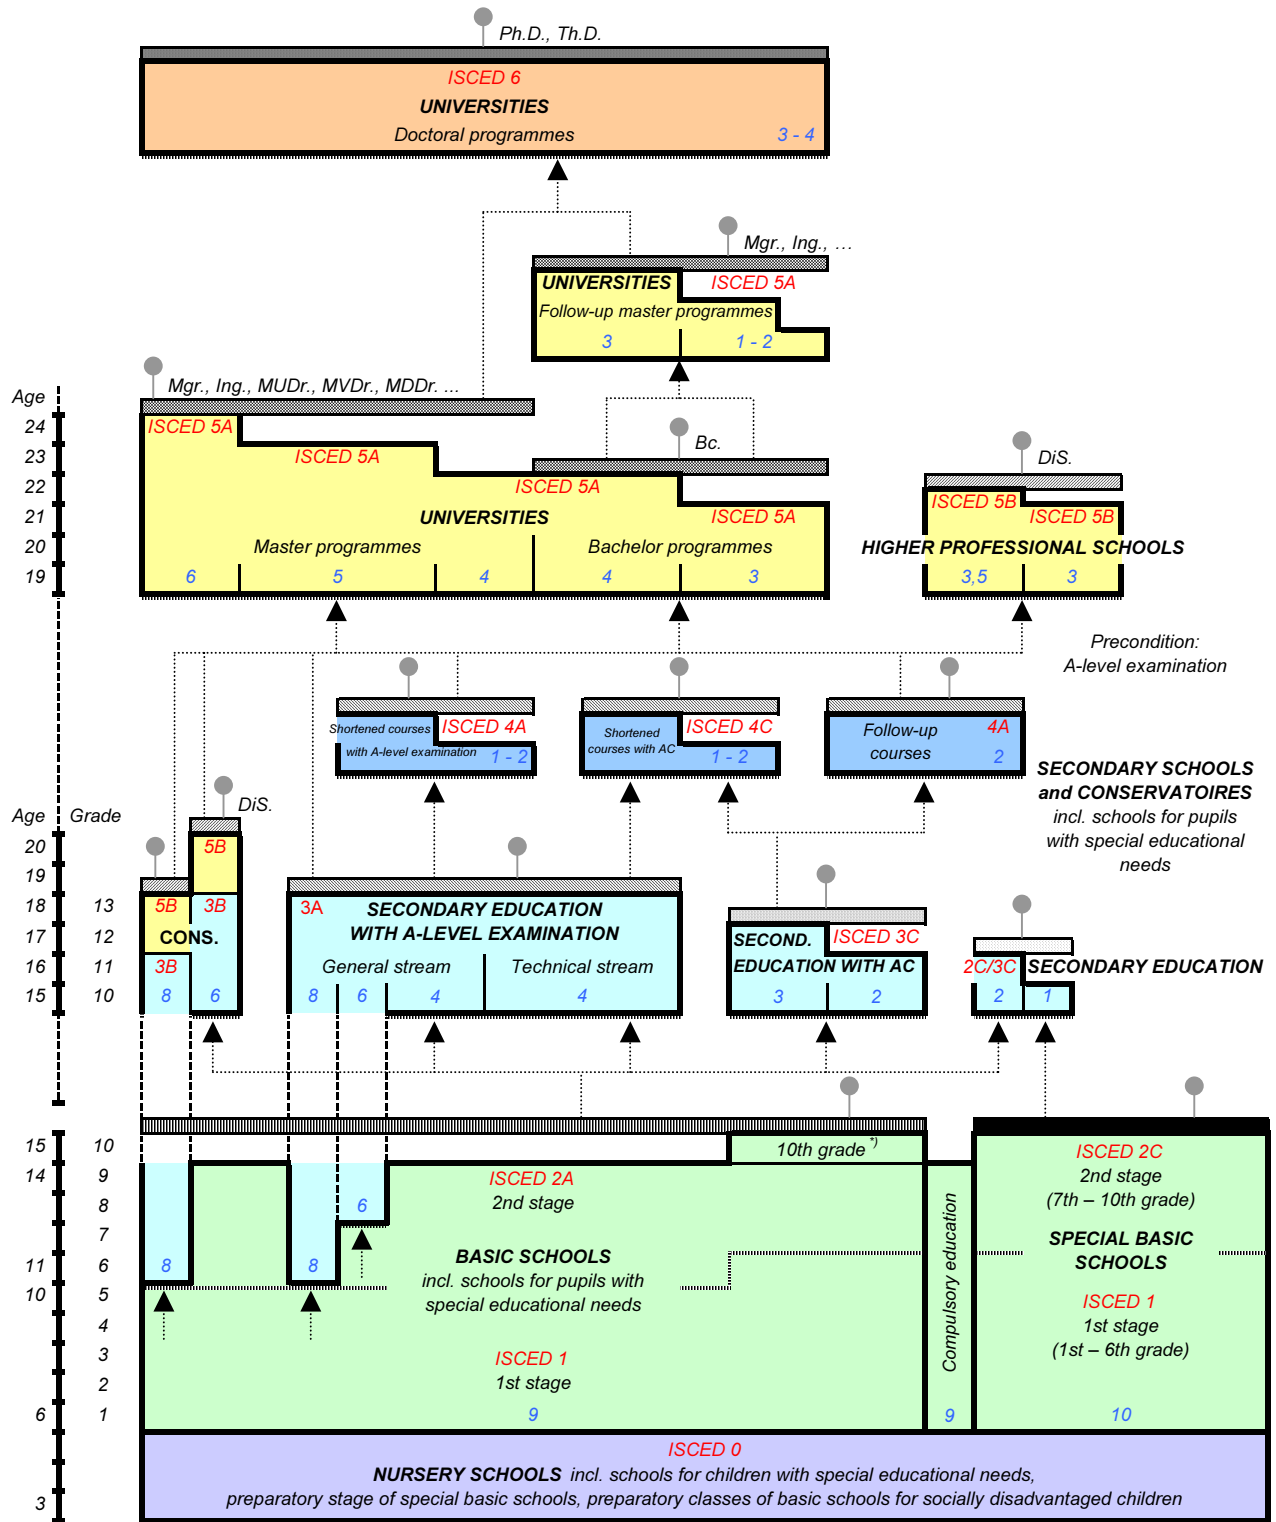 Ph.D., Th.D.
ISCED 6
UNIVERSITIES
Doctoral programmes 3 - 4
Mgr., Ing., …
UNIVERSITIES ISCED 5A
Follow-up master programmes
3 1 - 2
Mgr., Ing., MUDr., MVDr., MDDr. ...
Age
24 ISCED 5A
Bc.
DiS.
23 ISCED 5A
22 ISCED 5A
ISCED 5B
21 UNIVERSITIES ISCED 5A ISCED 5B
20 Master programmes Bachelor programmes HIGHER PROFESSIONAL SCHOOLS
19 6 5 4 4 3 3,5 3
Precondition:
A-level examination
Shortened courses ISCED 4A
with A-level examination 1 - 2
Shortened ISCED 4C
courses with AC 1 - 2
Follow-up 4A
courses 2
SECONDARY SCHOOLS
and CONSERVATOIRES
incl. schools for pupils
with special educational
needs
DiS.
Age Grade
20 5B
19
18 13 5B 3B 3A SECONDARY EDUCATION
17 12 CONS. WITH A-LEVEL EXAMINATION SECOND. ISCED 3C
16 11 3B General stream Technical stream EDUCATION WITH AC 2C/3C SECONDARY EDUCATION
15 10 8 6 8 6 4 4 3 2 2 1
15 10 10th grade *)
14 9 ISCED 2A ISCED 2C
8 6 2nd stage 2nd stage
(7th – 10th grade)
7
11 6 8 8 BASIC SCHOOLS SPECIAL BASIC
SCHOOLS
10 5 incl. schools for pupils with
special educational needs
ISCED 1
4 1st stage
3 (1st – 6th grade)
ISCED 1
2 1st stage
Compulsory education
6 1 9 9 10
ISCED 0
NURSERY SCHOOLS incl. schools for children with special educational needs,
3 preparatory stage of special basic schools, preparatory classes of basic schools for socially disadvantaged children